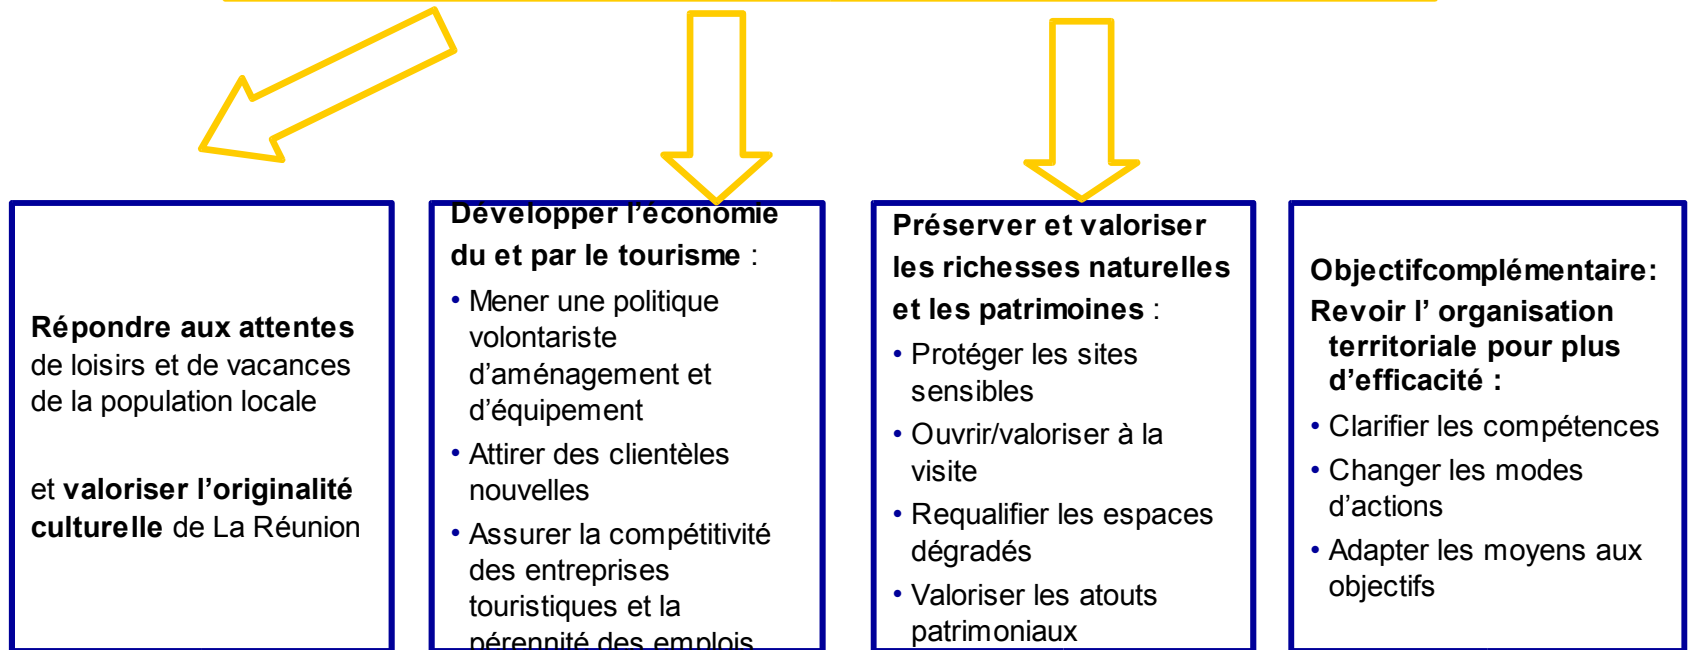 Répondre aux attentes
de loisirs et de vacances
de la population locale
et valoriser l’originalité
culturelle de La Réunion
Développer l’économie
du et par le tourisme :
• Mener une politique
volontariste
d’aménagement et
d’équipement
• Attirer des clientèles
nouvelles
• Assurer la compétitivité
des entreprises
touristiques et la
pérennité des emplois
Préserver et valoriser
les richesses naturelles
et les patrimoines :
• Protéger les sites
sensibles
• Ouvrir/valoriser à la
visite
• Requalifier les espaces
dégradés
• Valoriser les atouts
patrimoniaux
Objectifcomplémentaire:
Revoir l’ organisation
territoriale pour plus
d’efficacité :
• Clarifier les compétences
• Changer les modes
d’actions
• Adapter les moyens aux
objectifs